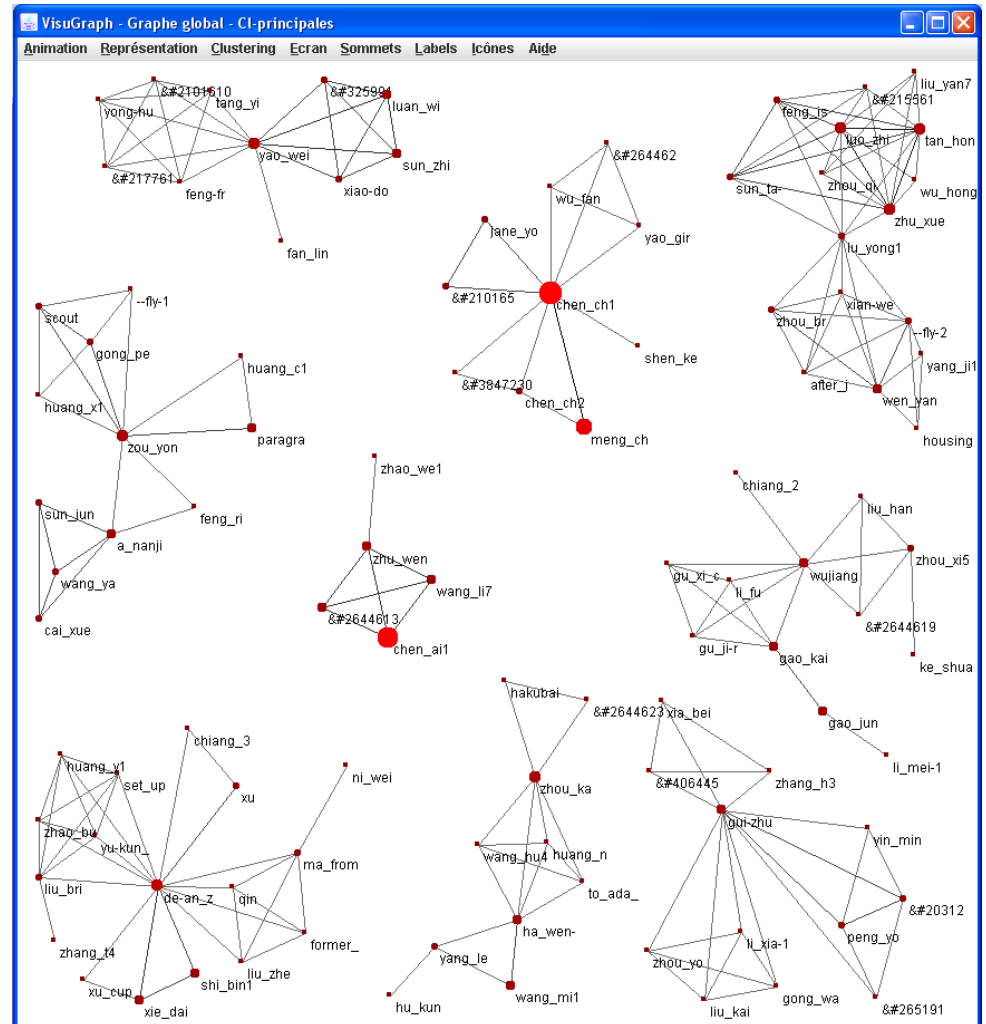 VisuGraph - Graphe global - CI-principales
Animation Représentation Clustering Ecran Sommets Labels Icônes Aide
&#2101610
yong-hu
tang_yi
&#32599
luan_wi
yao_wei
sun_zhi
&#217761
feng-fr
xiao-do
fan_lin
&#264462
wu_fan
jane_yo
yao_gir
&#210165
chen_ch1
shen_ke
&#3847230
chen_ch2
meng_ch
liu_yan7
feng_is
&#215561
luo_zhi
tan_hon
sun_ta-
zhou_qi
wu_hong
zhu_xue
lu_yong1
xian-we
zhou_br
--fly-2
yang_ji1
after_i
wen_yan
housing
--fly-1
scout
gong_pe
huang_c1
huang_x1
zou_yon
paragra
sun_jun
feng_ri
a_nanji
wang_ya
cai_xue
zhao_we1
zhu_wen
wang_li7
&#2644613
chen_ai1
chiang_2
liu_han
zhou_xi5
gu_xi_c
wujiang
li_fu
&#2644619
gu_ji-r
gao_kai
ke_shua
gao_jun
li_mei-1
chiang_3
huang_y1
set_up
xu
zhao_bu
yu-kun_
ni_wei
ma_from
liu_bri
de-an_z
qin
former_
zhang_t4
liu_zhe
xu_cup
shi_bin1
xie_dai
hakubai
&#2644623
zhou_ka
wang_hu4
huang_n
to_ada_
ha_wen-
yang_le
hu_kun
wang_mi1
xia_bei
&#406445
zhang_h3
gui-zhu
yin_min
&#20312
peng_yo
li_xia-1
zhou_yo
liu_kai
gong_wa
&#265191